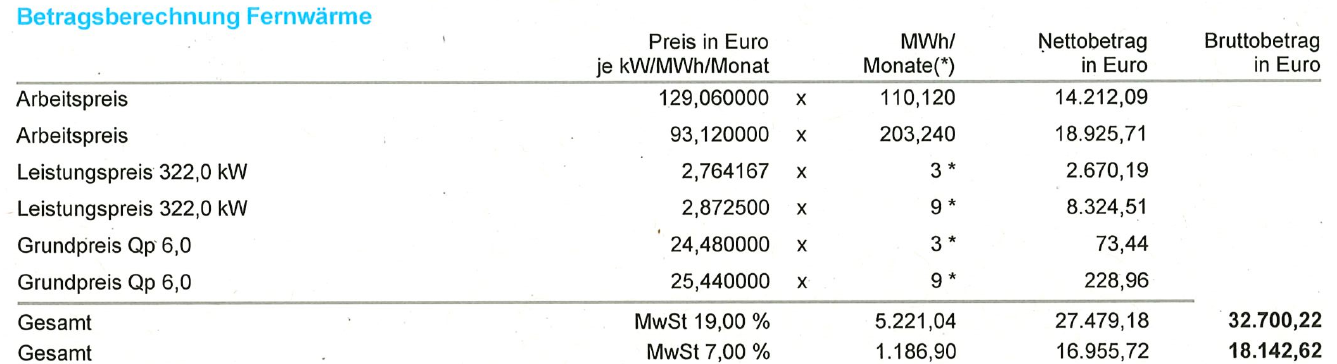 Betragsberechnung Fernwärme
Preis in Euro MWh/ Nettobetrag Bruttobetrag
je kW/MWh/Monat Monate(*) in Euro in Euro
Arbeitspreis 129,060000 x 110,120 14.212,09
Arbeitspreis 93,120000 x 203,240 18.925,71
Leistungspreis 322,0 kW 2,764167 x 3 * 2.670,19
Leistungspreis 322,0 kW 2,872500 x 9 * 8.324,51
Grundpreis Qp 6,0 24,480000 x 3 * 73,44
Grundpreis Qp 6,0 25,440000 x 9 * 228,96
Gesamt MwSt 19,00 % 5.221,04 27.479,18 32.700,22
Gesamt MwSt 7,00 % 1.186,90 16.955,72 18.142,62